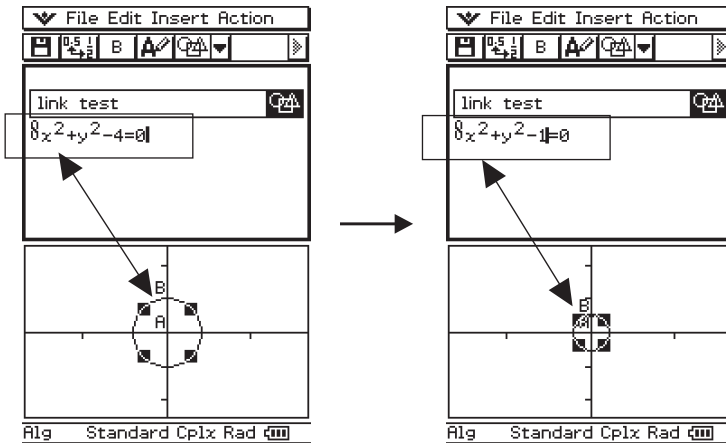 File Edit Insert Action
B
link test
x²+y²-4=0
B
A
Alg Standard Cplx Rad
File Edit Insert Action
B
link test
x²+y²-1=0
B
A
Alg Standard Cplx Rad